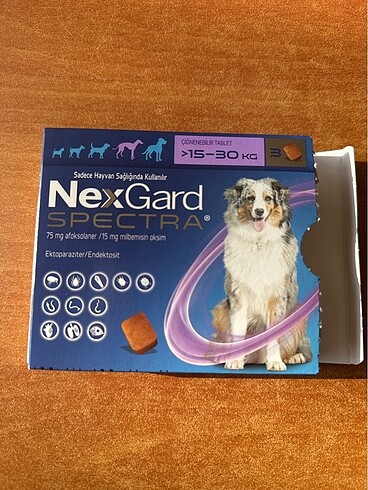 ÇİĞNENEBİLİR TABLET
>15–30 KG 3
Sadece Hayvan Sağlığında Kullanılır
NexGard
SPECTRA®
75 mg afoksolaner /15 mg milbemisin oksim
Ektoparaziter/Endektosit